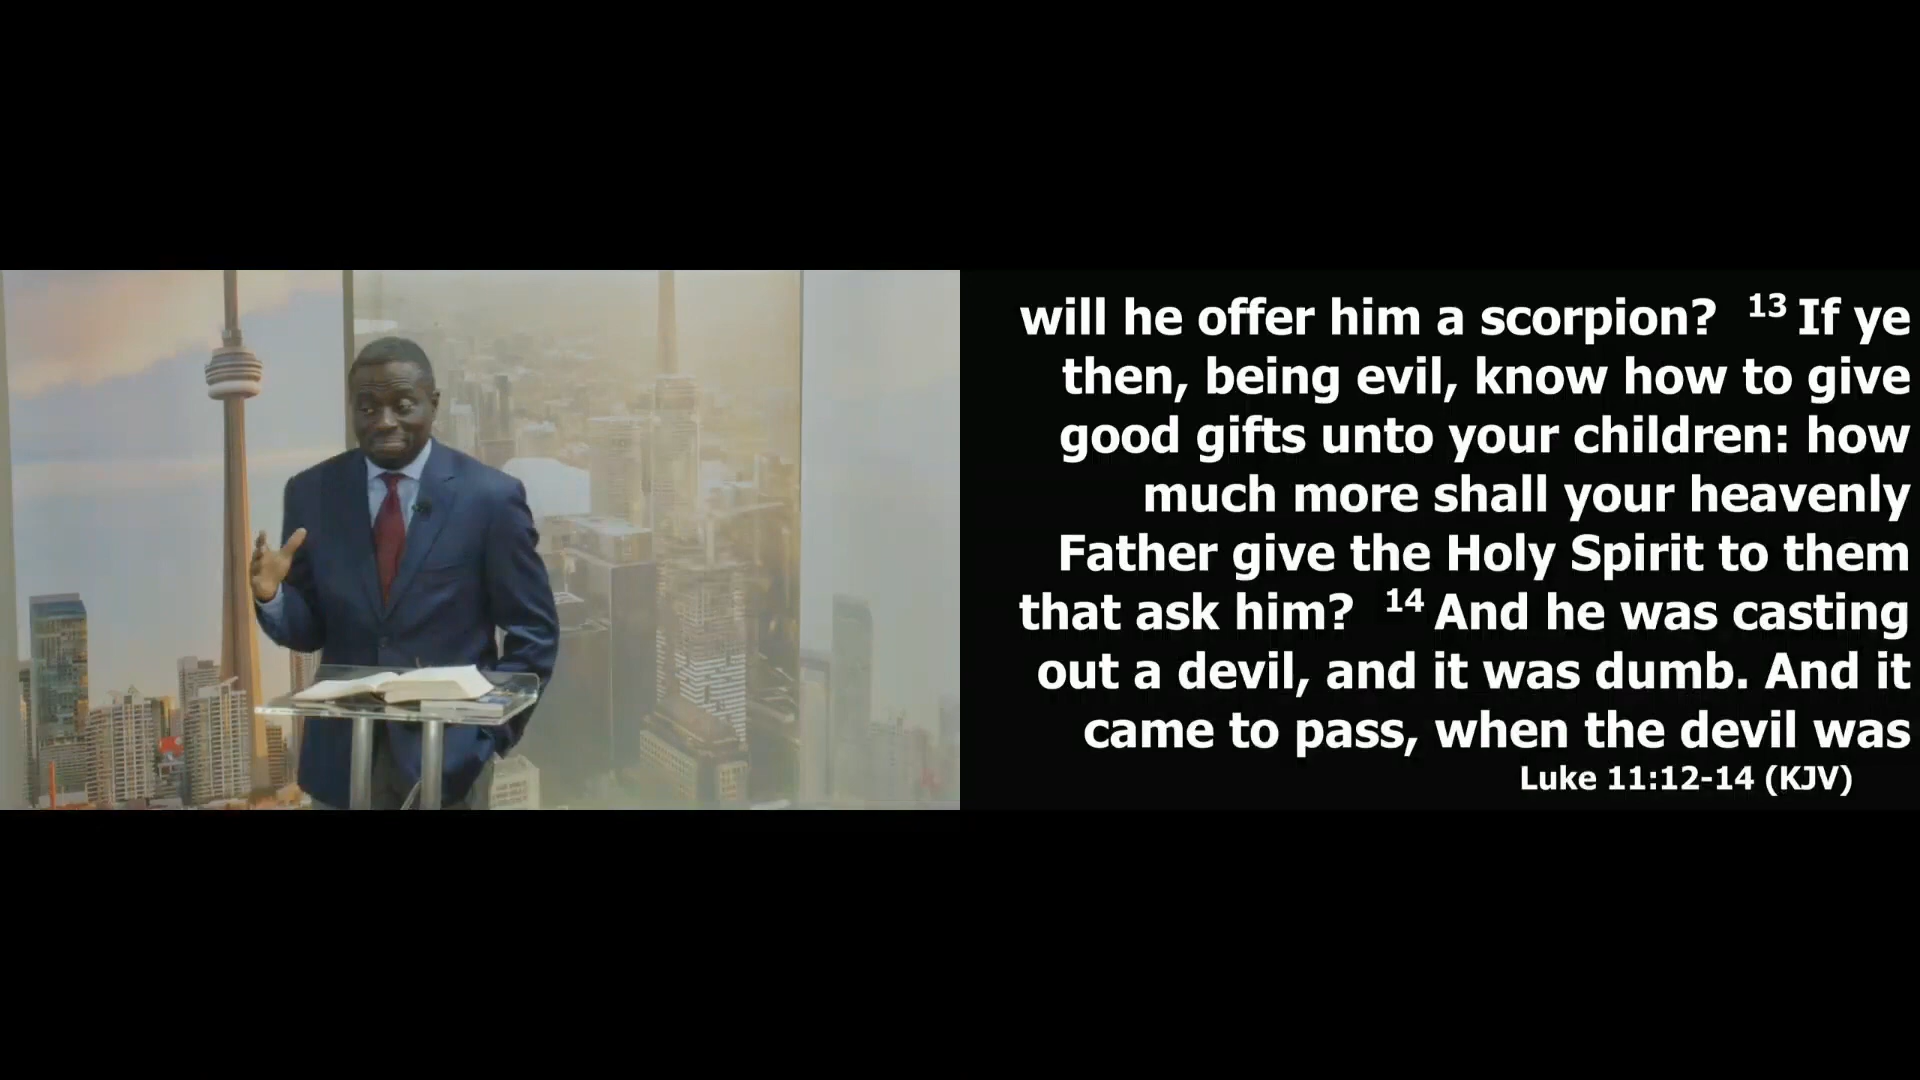 will he offer him a scorpion? 13 If ye
then, being evil, know how to give
good gifts unto your children: how
much more shall your heavenly
Father give the Holy Spirit to them
that ask him? 14 And he was casting
out a devil, and it was dumb. And it
came to pass, when the devil was
Luke 11:12-14 (KJV)